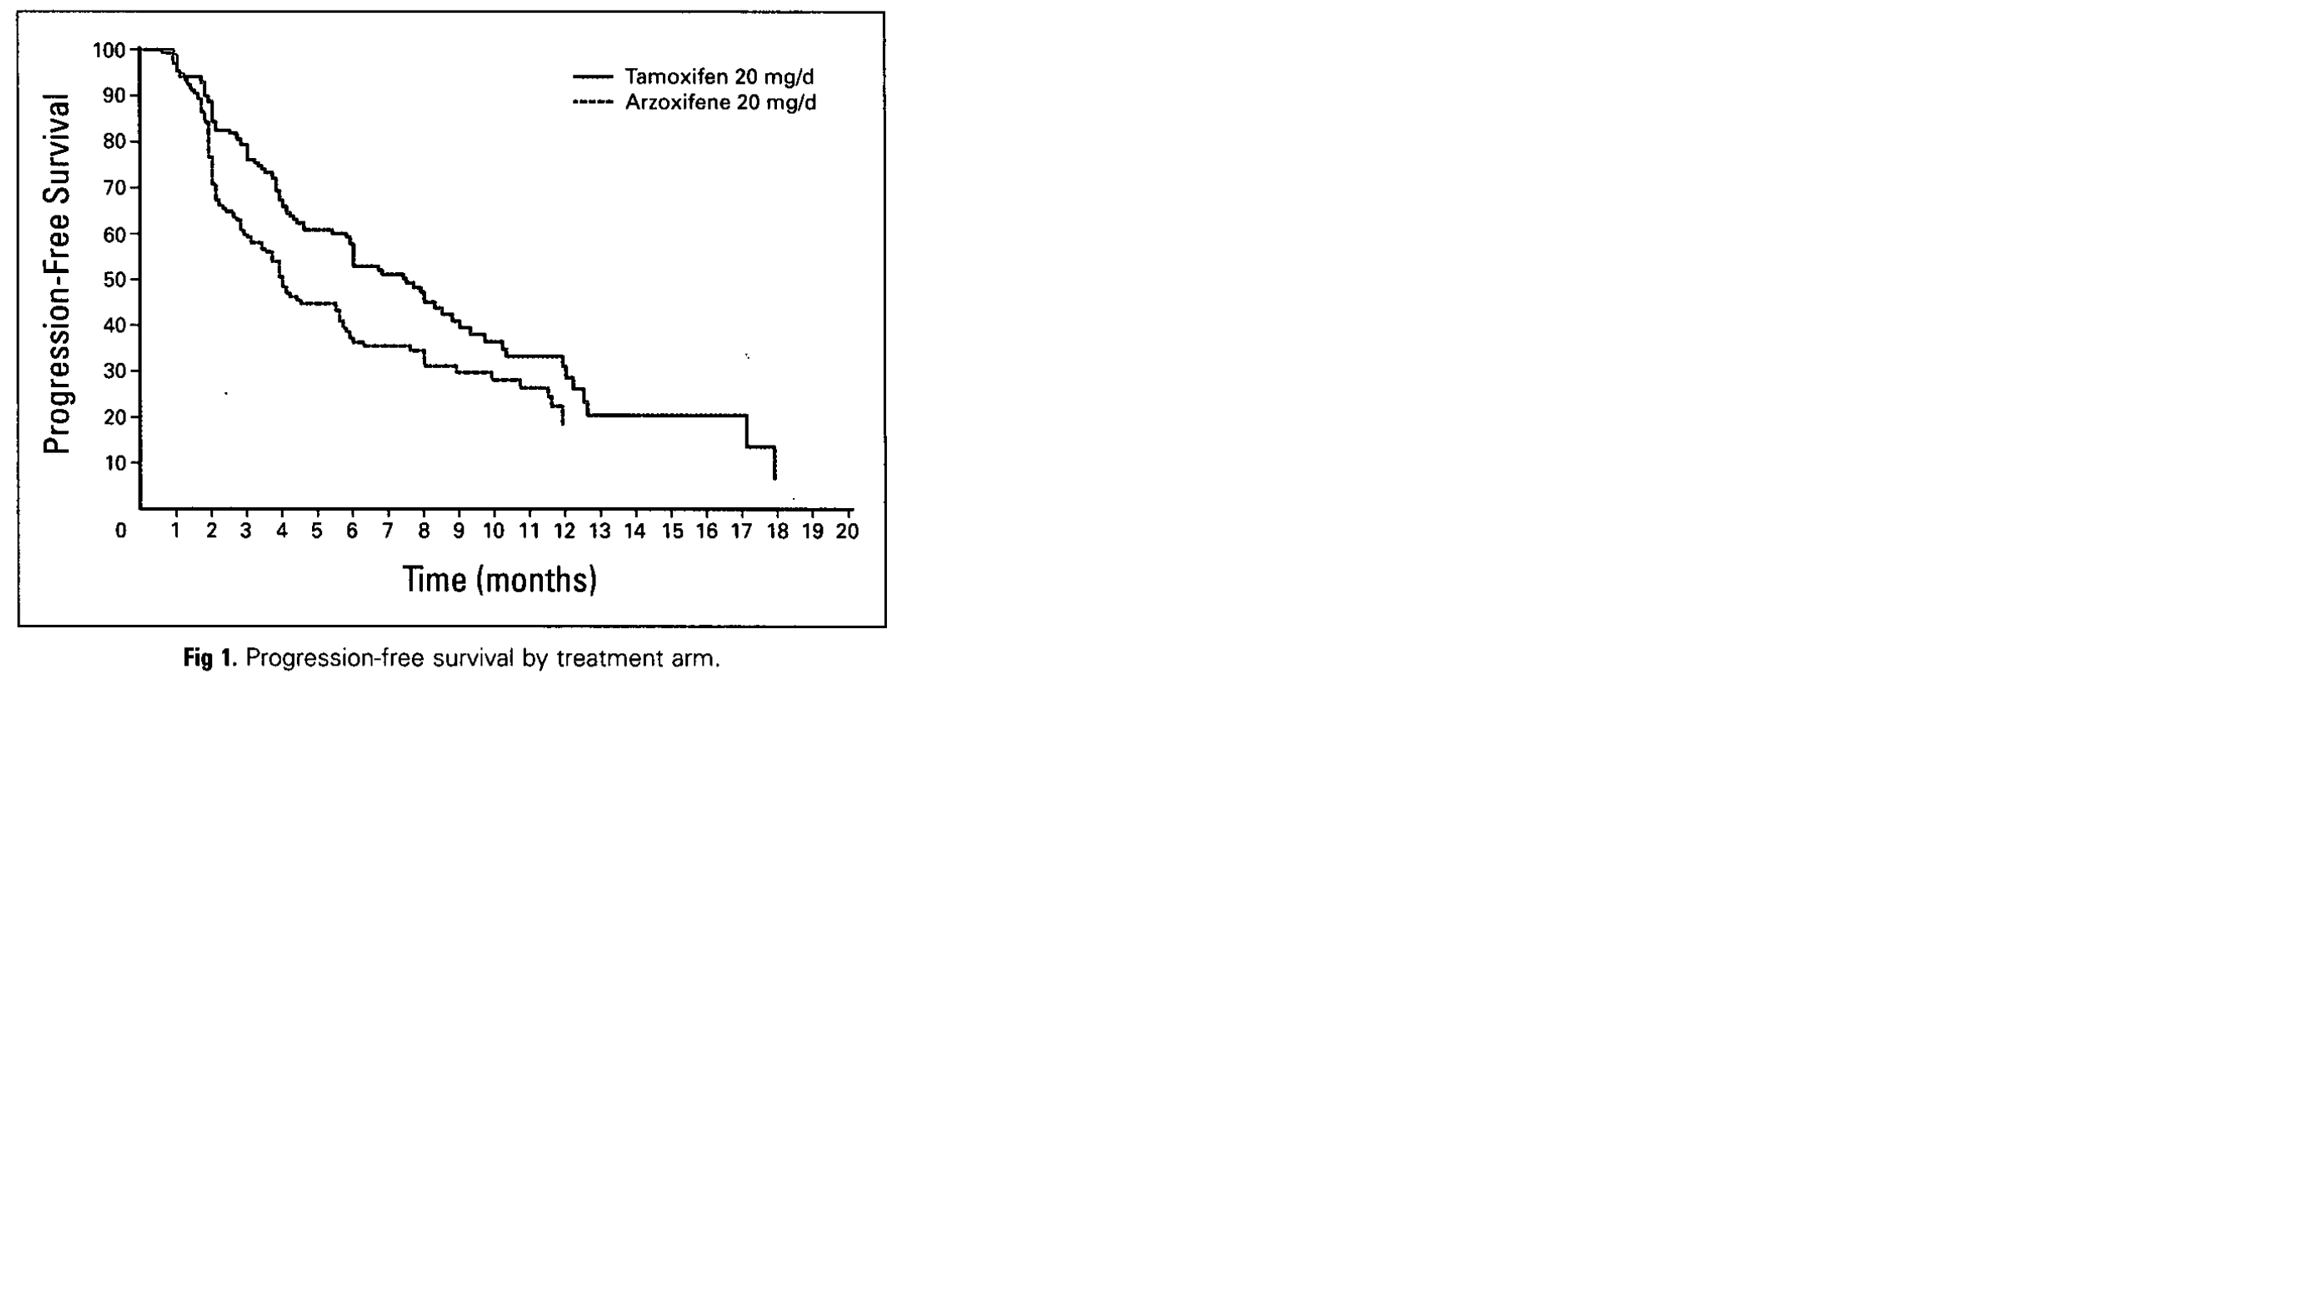 Progression-Free Survival
100
90
80
70
60
50
40
30
20
10
Tamoxifen 20 mg/d
Arzoxifene 20 mg/d
0 1 2 3 4 5 6 7 8 9 10 11 12 13 14 15 16 17 18 19 20
Time (months)
Fig 1. Progression-free survival by treatment arm.